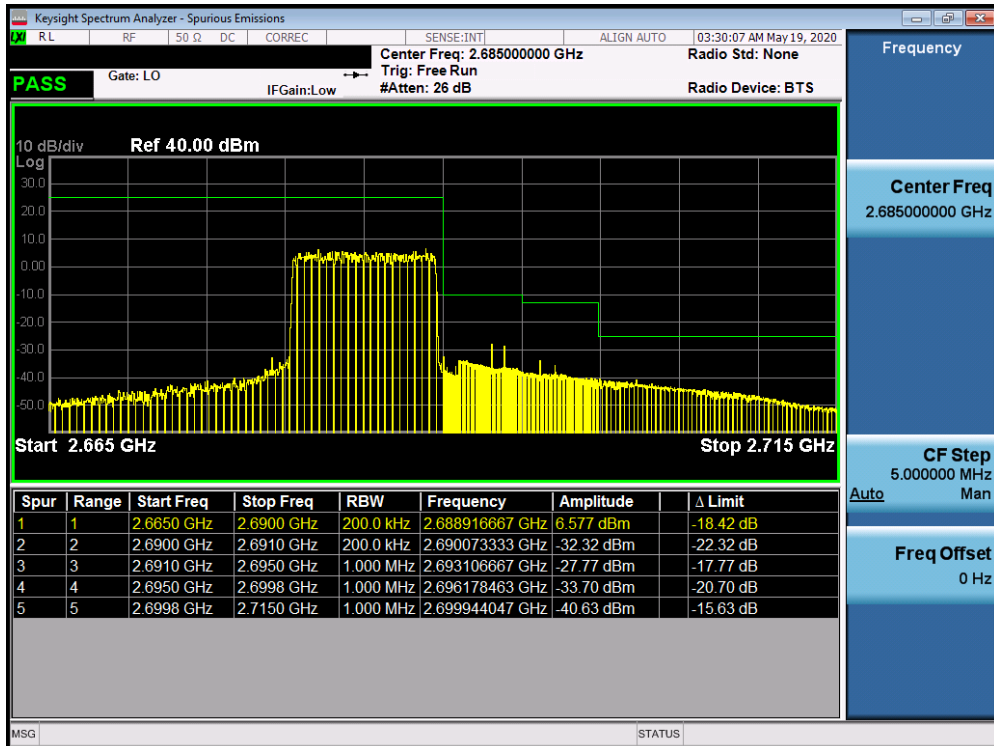 Keysight Spectrum Analyzer - Spurious Emissions
LXI RL RF 50 Ω DC CORREC SENSE:INT ALIGN AUTO 03:30:07 AM May 19, 2020
Center Freq: 2.685000000 GHz Radio Std: None
Gate: LO Trig: Free Run
PASS IFGain:Low #Atten: 26 dB Radio Device: BTS
Frequency
10 dB/div Ref 40.00 dBm
Log
30.0
20.0
10.0
0.00
-10.0
-20.0
-30.0
-40.0
-50.0
Start 2.665 GHz Stop 2.715 GHz
Center Freq
2.685000000 GHz
CF Step
5.000000 MHz
Auto Man
Freq Offset
0 Hz
Spur Range Start Freq Stop Freq RBW Frequency Amplitude Δ Limit
1 1 2.6650 GHz 2.6900 GHz 200.0 kHz 2.688916667 GHz 6.577 dBm -18.42 dB
2 2 2.6900 GHz 2.6910 GHz 200.0 kHz 2.690073333 GHz -32.32 dBm -22.32 dB
3 3 2.6910 GHz 2.6950 GHz 1.000 MHz 2.693106667 GHz -27.77 dBm -17.77 dB
4 4 2.6950 GHz 2.6998 GHz 1.000 MHz 2.696178463 GHz -33.70 dBm -20.70 dB
5 5 2.6998 GHz 2.7150 GHz 1.000 MHz 2.699944047 GHz -40.63 dBm -15.63 dB
MSG STATUS